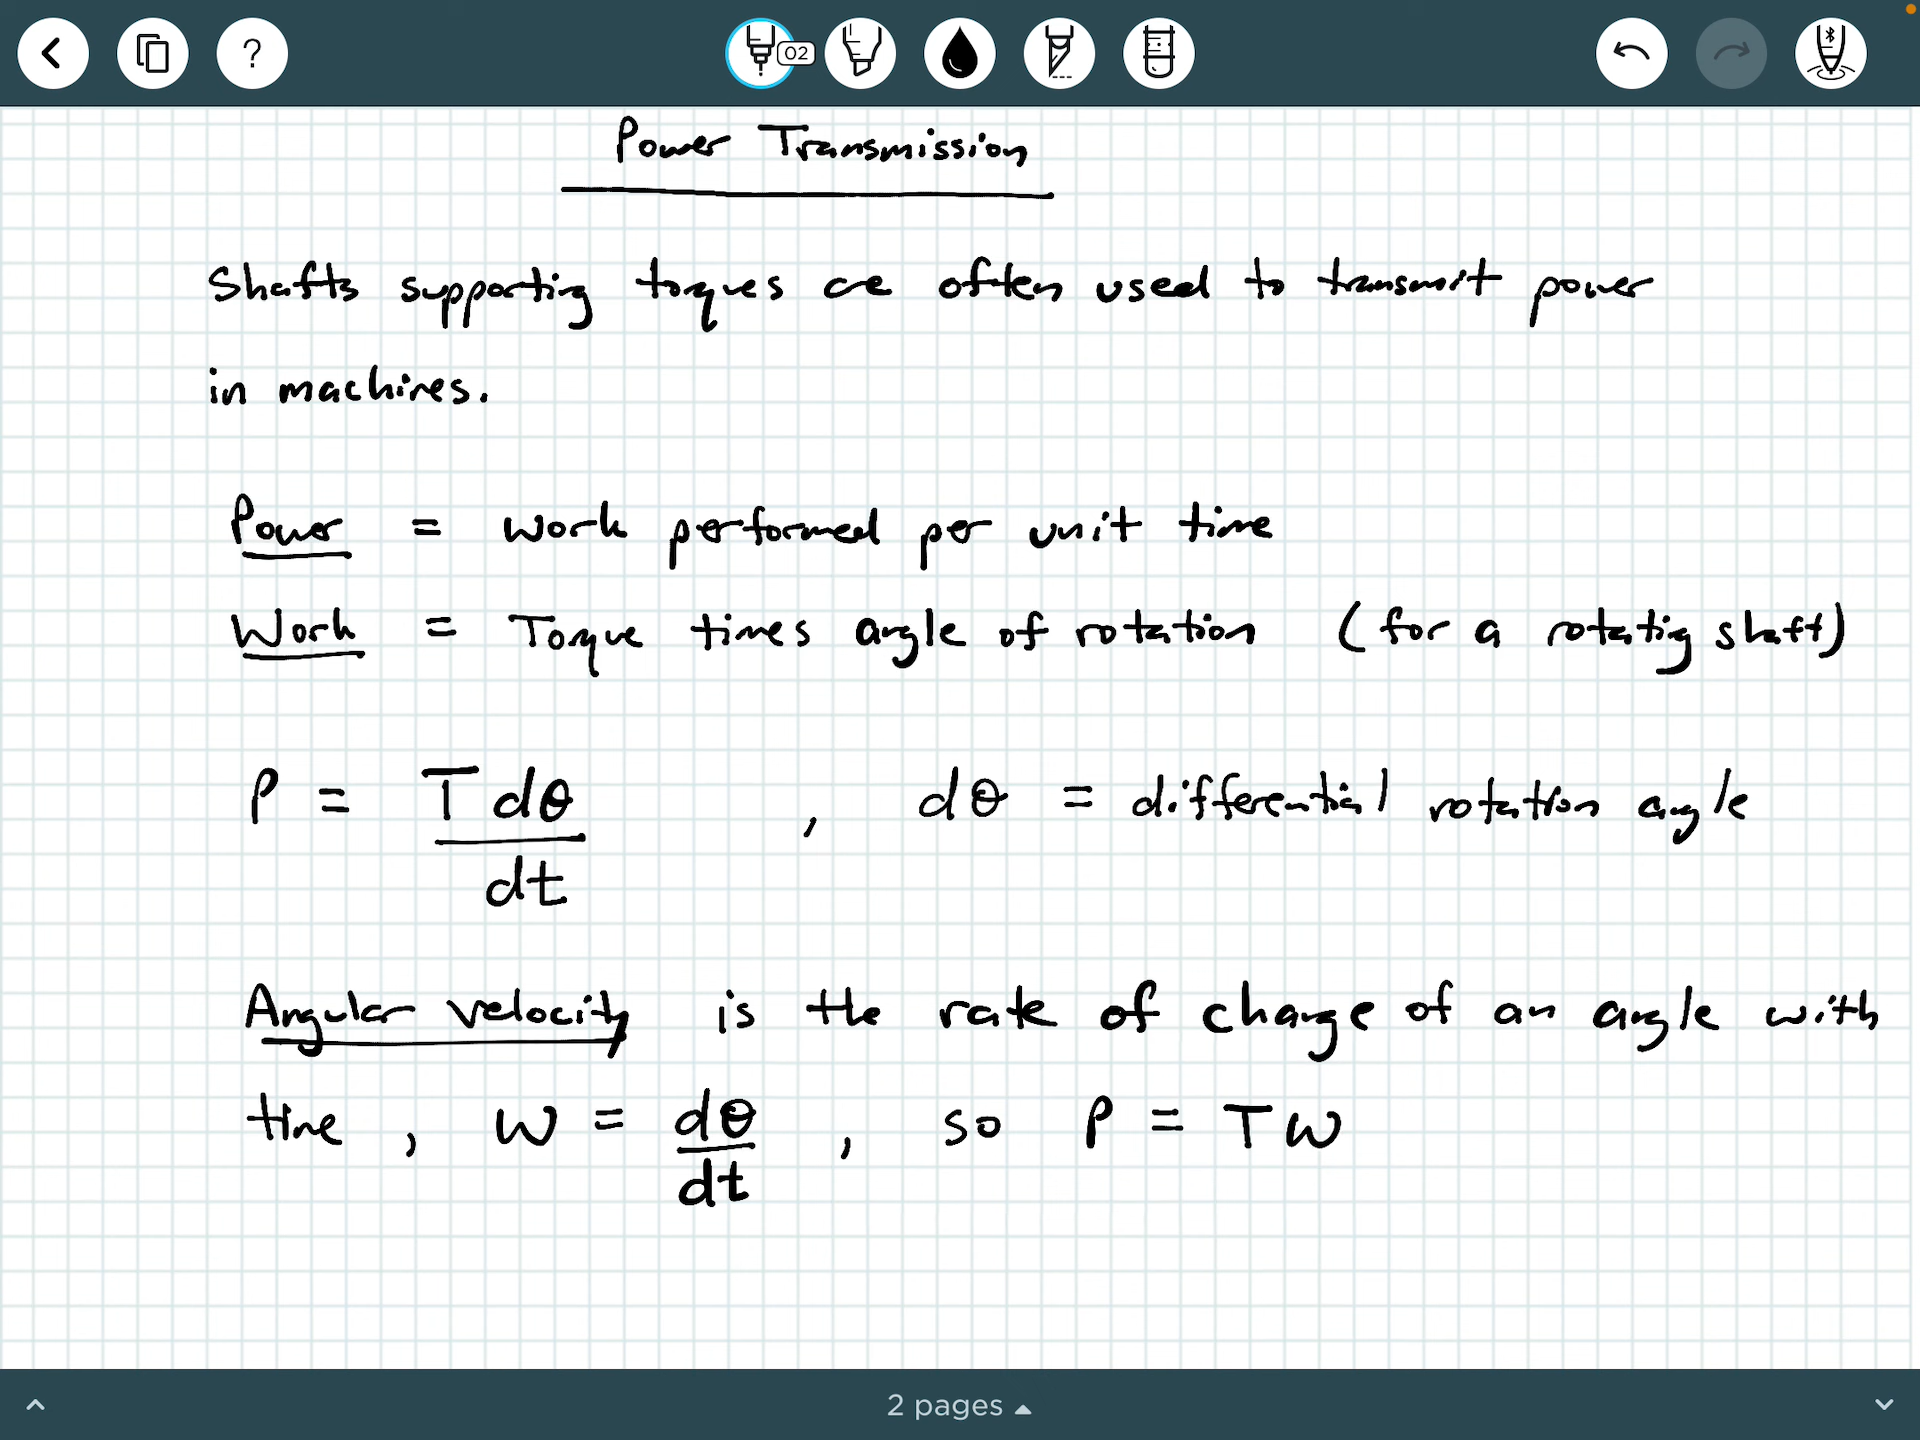 ?
02
Power Transmission
Shafts supporting torques are often used to transmit power
in machines.
Power = work performed per unit time
Work = Torque times angle of rotation (for a rotating shaft)
P = T dθ / dt , dθ = differential rotation angle
Angular velocity is the rate of change of an angle with
time , ω = dθ / dt , so P = Tω
2 pages